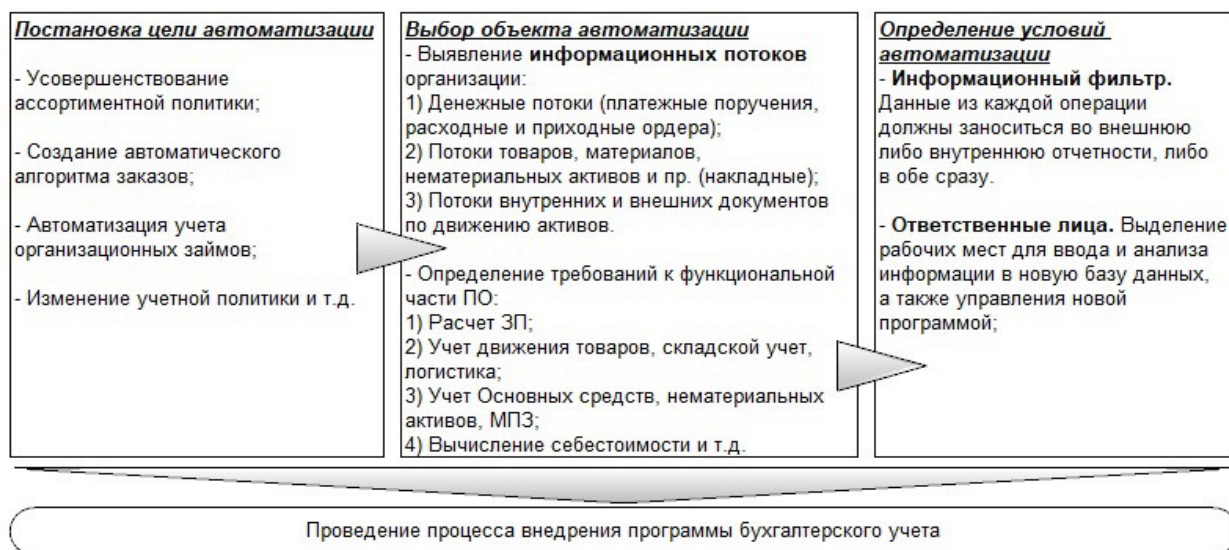 Постановка цели автоматизации
- Усовершенствование
ассортиментной политики;
- Создание автоматического
алгоритма заказов;
- Автоматизация учета
организационных займов;
- Изменение учетной политики и т.д.
Выбор объекта автоматизации
- Выявление информационных потоков
организации:
1) Денежные потоки (платежные поручения,
расходные и приходные ордера);
2) Потоки товаров, материалов,
нематериальных активов и пр. (накладные);
3) Потоки внутренних и внешних документов
по движению активов.
- Определение требований к функциональной
части ПО:
1) Расчет ЗП;
2) Учет движения товаров, складской учет,
логистика;
3) Учет Основных средств, нематериальных
активов, МПЗ;
4) Вычисление себестоимости и т.д.
Определение условий
автоматизации
- Информационный фильтр.
Данные из каждой операции
должны заноситься во внешнюю
либо внутреннюю отчетности, либо
в обе сразу.
- Ответственные лица. Выделение
рабочих мест для ввода и анализа
информации в новую базу данных,
а также управления новой
программой;
Проведение процесса внедрения программы бухгалтерского учета